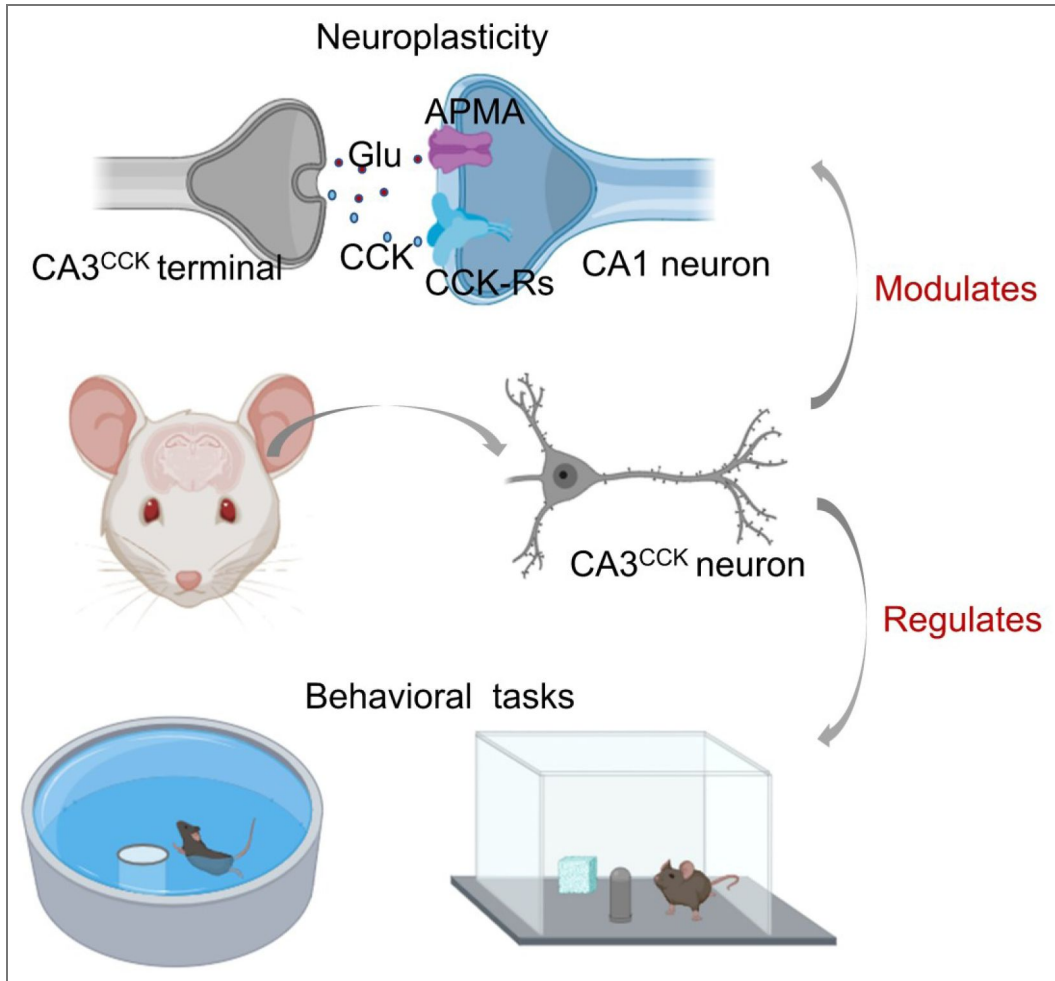 Neuroplasticity
APMA
Glu
CCK
CA3ᶜᶜᴷ terminal
CCK-Rs
CA1 neuron
Modulates
CA3ᶜᶜᴷ neuron
Regulates
Behavioral tasks